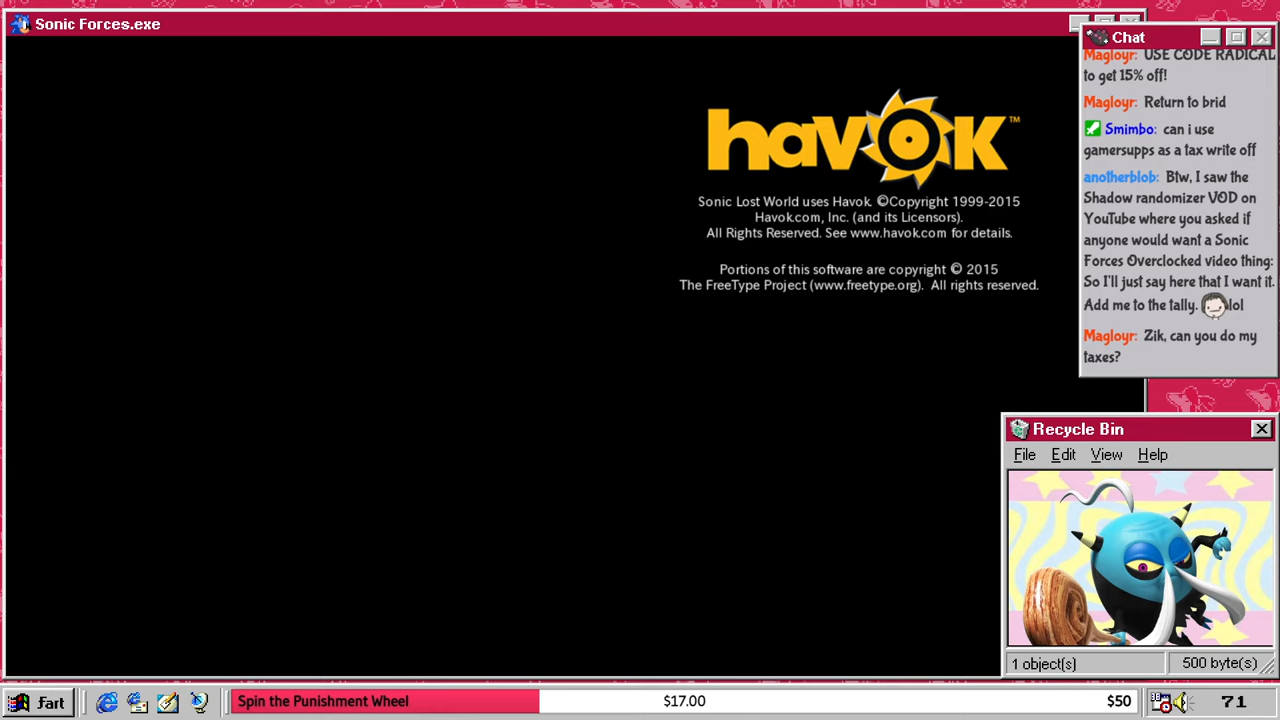 Sonic Forces.exe
havok™
Sonic Lost World uses Havok. ©Copyright 1999-2015
Havok.com, Inc. (and its Licensors).
All Rights Reserved. See www.havok.com for details.
Portions of this software are copyright © 2015
The FreeType Project (www.freetype.org). All rights reserved.
Chat
Magloyr: USE CODE RADICAL
to get 15% off!
Magloyr: Return to brid
Smimbo: can i use
gamersupps as a tax write off
anotherblob: Btw, I saw the
Shadow randomizer VOD on
YouTube where you asked if
anyone would want a Sonic
Forces Overclocked video thing:
So I'll just say here that I want it.
Add me to the tally. lol
Magloyr: Zik, can you do my
taxes?
Recycle Bin
File Edit View Help
1 object(s) 500 byte(s)
fart
Spin the Punishment Wheel $17.00 $50
71